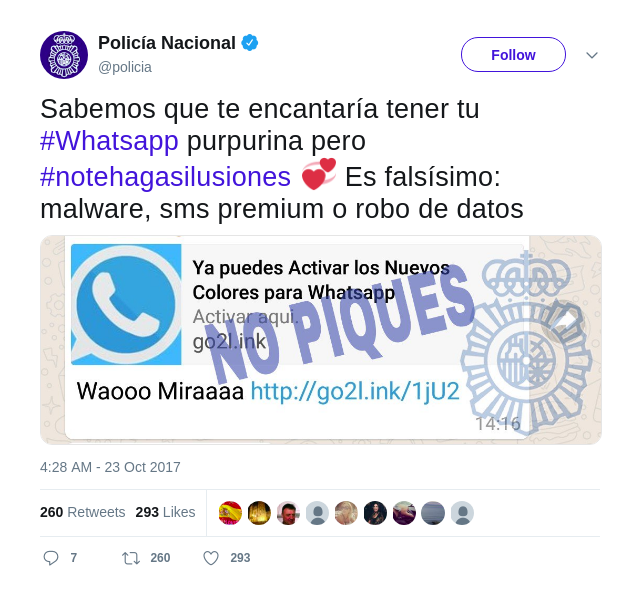 Policía Nacional
@policia
Follow
Sabemos que te encantaría tener tu
#Whatsapp purpurina pero
#notehagasilusiones 💞 Es falsísimo:
malware, sms premium o robo de datos
Ya puedes Activar los Nuevos
Colores para Whatsapp
Activar aqui.
go2l.ink
NO PIQUES
Waooo Miraaaa http://go2l.ink/1jU2
14:16
4:28 AM - 23 Oct 2017
260 Retweets 293 Likes
7 260 293